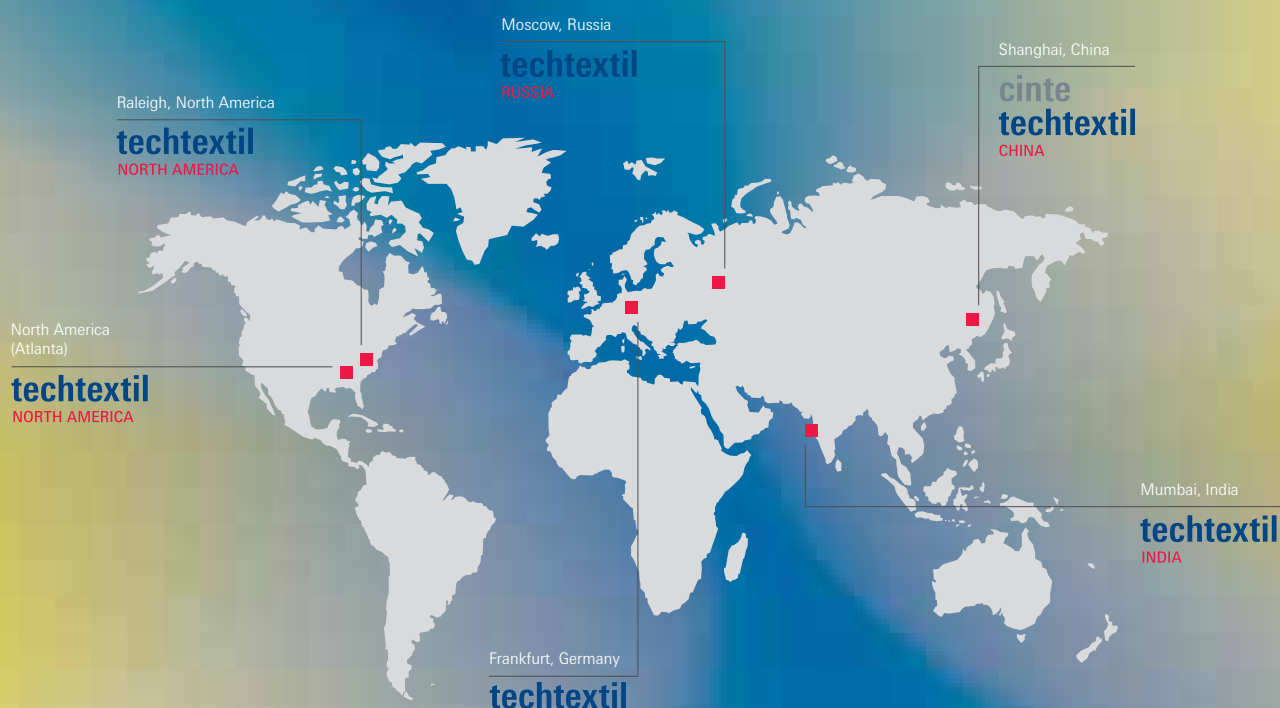 Moscow, Russia
techtextil
RUSSIA
Shanghai, China
cinte
techtextil
CHINA
Raleigh, North America
techtextil
NORTH AMERICA
North America
(Atlanta)
techtextil
NORTH AMERICA
Mumbai, India
techtextil
INDIA
Frankfurt, Germany
techtextil